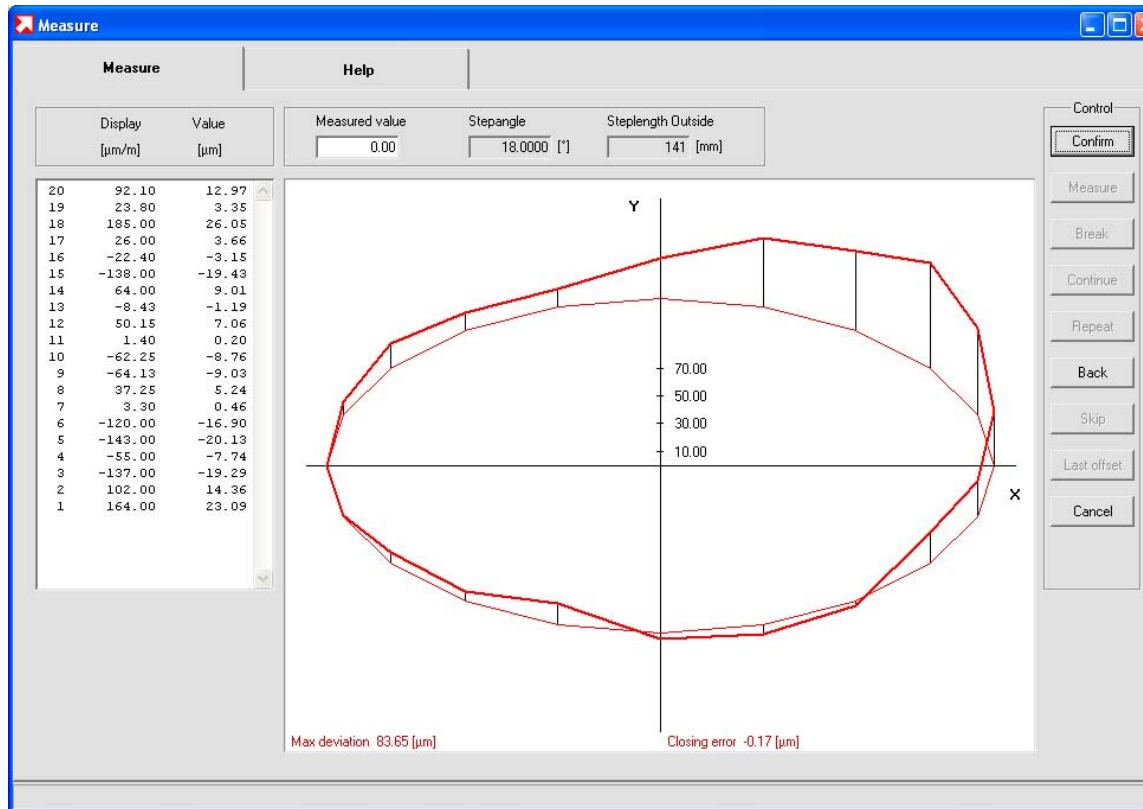 Measure
Measure Help
Display Value
[µm/m] [µm]
Measured value Stepangle Steplength Outside
0.00 18.0000 [°] 141 [mm]
20 92.10 12.97
19 23.80 3.35
18 185.00 26.05
17 26.00 3.66
16 -22.40 -3.15
15 -138.00 -19.43
14 64.00 9.01
13 -8.43 -1.19
12 50.15 7.06
11 1.40 0.20
10 -62.25 -8.76
9 -64.13 -9.03
8 37.25 5.24
7 3.30 0.46
6 -120.00 -16.90
5 -143.00 -20.13
4 -55.00 -7.74
3 -137.00 -19.29
2 102.00 14.36
1 164.00 23.09
Y
70.00
50.00
30.00
10.00
X
Max deviation 83.65 [µm] Closing error -0.17 [µm]
Control
Confirm
Measure
Break
Continue
Repeat
Back
Skip
Last offset
Cancel